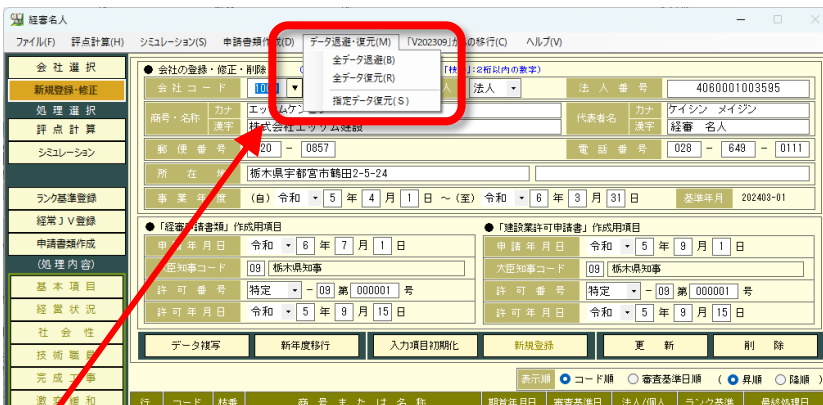 経審名人
ファイル(F) 評点計算(H) シミュレーション(S) 申請書類作成(D) データ退避・復元(M) 「V202309」からの移行(C) ヘルプ(V)
全データ退避(B)
全データ復元(R)
指定データ復元(S)
会社選択
新規登録・修正
処理選択
評点計算
シミュレーション
ランク基準登録
経常JV登録
申請書類作成
(処理内容)
基本項目
経営状況
社会性
技術職員
完成工事
激変緩和
● 会社の登録・修正・削除 :2桁以内の数字)
会社コード 法人 法人番号 4060001003595
商号・名称 カナ 代表者名 カナ ケイシン メイジン
漢字 株式会社エッサム建設 漢字 経審 名人
郵便番号 320 - 0857 電話番号 028 - 649 - 0111
所在地 栃木県宇都宮市鶴田2-5-24
事業年度 (自) 令和 5 年 4 月 1 日 ~ (至) 令和 6 年 3 月 31 日 基準年月 202403-01
●「経審申請書類」作成用項目 ●「建設業許可申請書」作成用項目
申請年月日 令和 6 年 7 月 1 日 申請年月日 令和 5 年 9 月 1 日
大臣知事コード 09 栃木県知事 大臣知事コード 09 栃木県知事
許可番号 特定 - 09 第 000001 号 許可番号 特定 - 09 第 000001 号
許可年月日 令和 5 年 9 月 15 日 許可年月日 令和 5 年 9 月 15 日
データ複写 新年度移行 入力項目初期化 新規登録 更新 削除
表示順 コード順 審査基準日順 ( 昇順 降順 )
行 コード 枝番 商号または名称 期首年月日 審査基準日 法人/個人 ランク基準 最終処理日